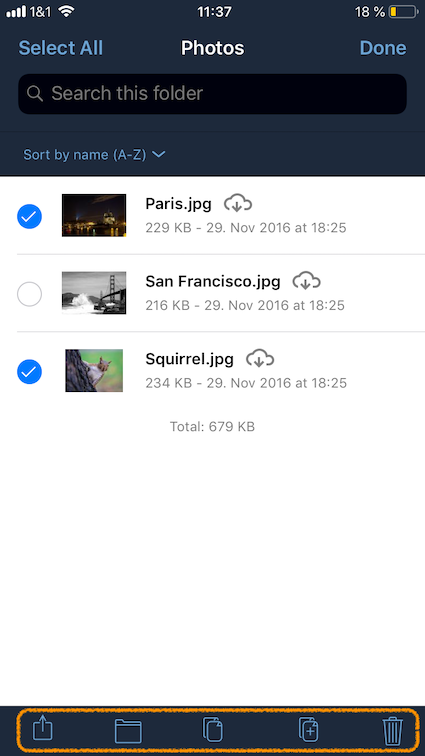 1&1 11:37 18 %
Select All Photos Done
Search this folder
Sort by name (A-Z)
Paris.jpg
229 KB - 29. Nov 2016 at 18:25
San Francisco.jpg
216 KB - 29. Nov 2016 at 18:25
Squirrel.jpg
234 KB - 29. Nov 2016 at 18:25
Total: 679 KB